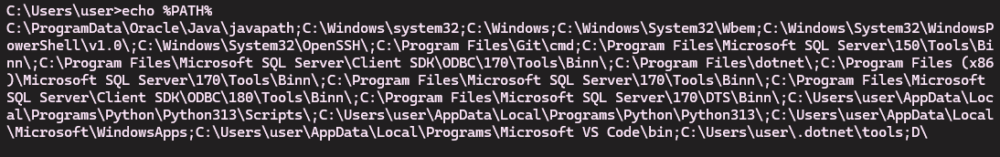 C:\Users\user>echo %PATH%
C:\ProgramData\Oracle\Java\javapath;C:\Windows\system32;C:\Windows;C:\Windows\System32\Wbem;C:\Windows\System32\WindowsP
owerShell\v1.0\;C:\Windows\System32\OpenSSH\;C:\Program Files\Git\cmd;C:\Program Files\Microsoft SQL Server\150\Tools\Bi
nn\;C:\Program Files\Microsoft SQL Server\Client SDK\ODBC\170\Tools\Binn\;C:\Program Files\dotnet\;C:\Program Files (x86
)\Microsoft SQL Server\170\Tools\Binn\;C:\Program Files\Microsoft SQL Server\170\Tools\Binn\;C:\Program Files\Microsoft
SQL Server\Client SDK\ODBC\180\Tools\Binn\;C:\Program Files\Microsoft SQL Server\170\DTS\Binn\;C:\Users\user\AppData\Loc
al\Programs\Python\Python313\Scripts\;C:\Users\user\AppData\Local\Programs\Python\Python313\;C:\Users\user\AppData\Local
\Microsoft\WindowsApps;C:\Users\user\AppData\Local\Programs\Microsoft VS Code\bin;C:\Users\user\.dotnet\tools;D\